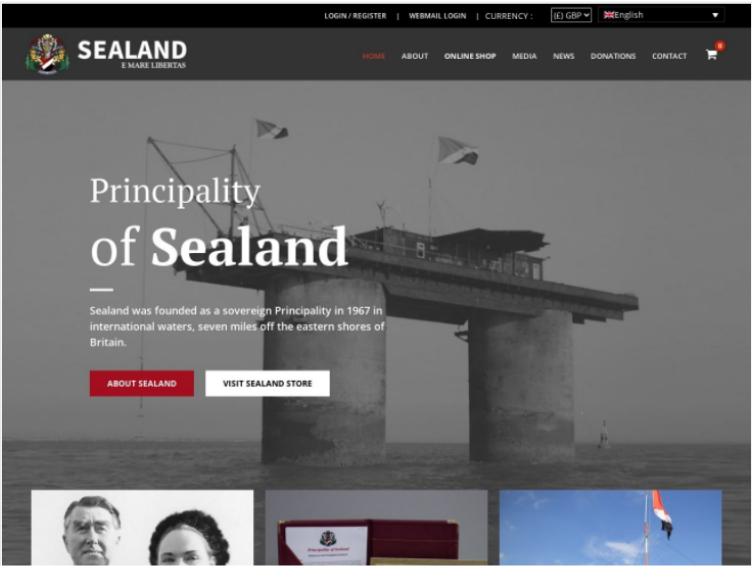 LOGIN / REGISTER | WEBMAIL LOGIN | CURRENCY : (£) GBP English
SEALAND
E MARE LIBERTAS
HOME ABOUT ONLINE SHOP MEDIA NEWS DONATIONS CONTACT 0
Principality
of Sealand
Sealand was founded as a sovereign Principality in 1967 in
international waters, seven miles off the eastern shores of
Britain.
ABOUT SEALAND VISIT SEALAND STORE
Principality of Sealand